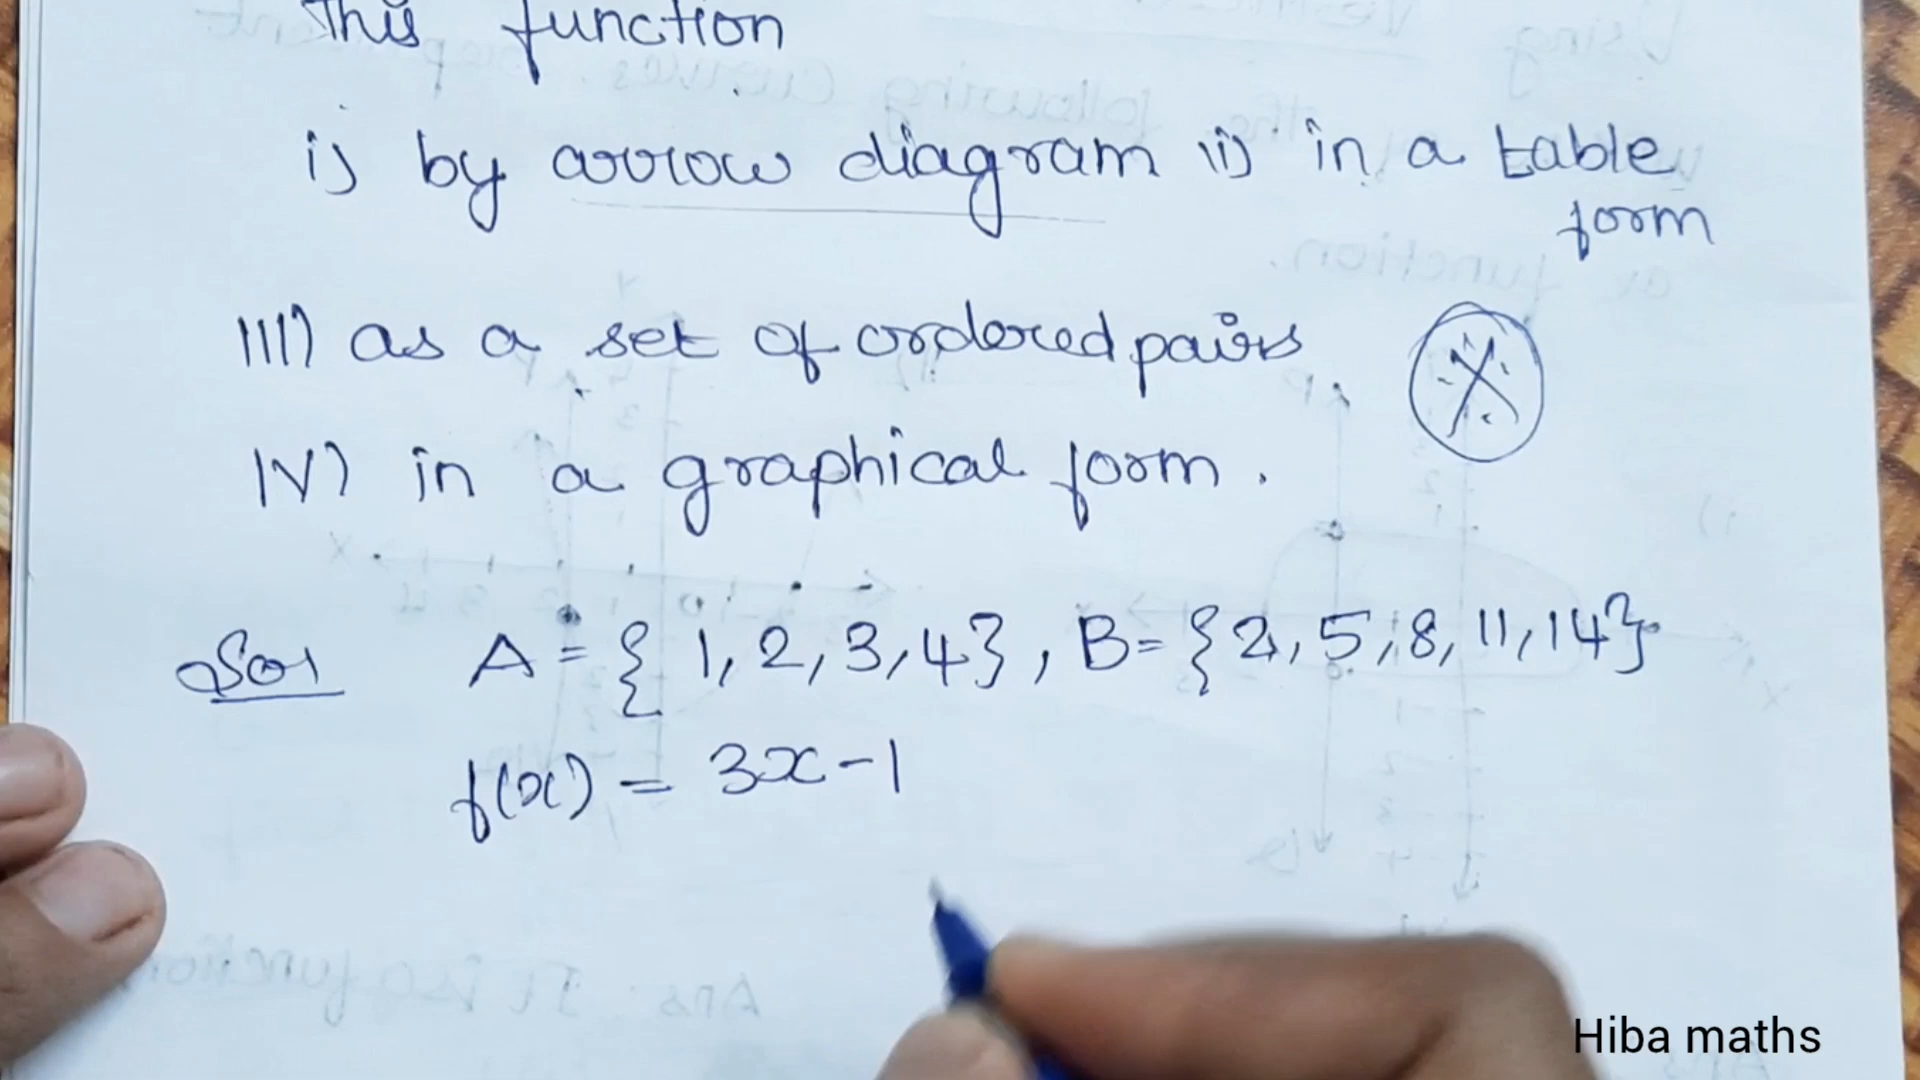 This function
i) by arrow diagram ii) in a table
form
III) as a set of ordered pairs
IV) in a graphical form.
Sol A = { 1, 2, 3, 4 }, B = { 2, 5, 8, 11, 14 }.
f(x) = 3x - 1
Hiba maths